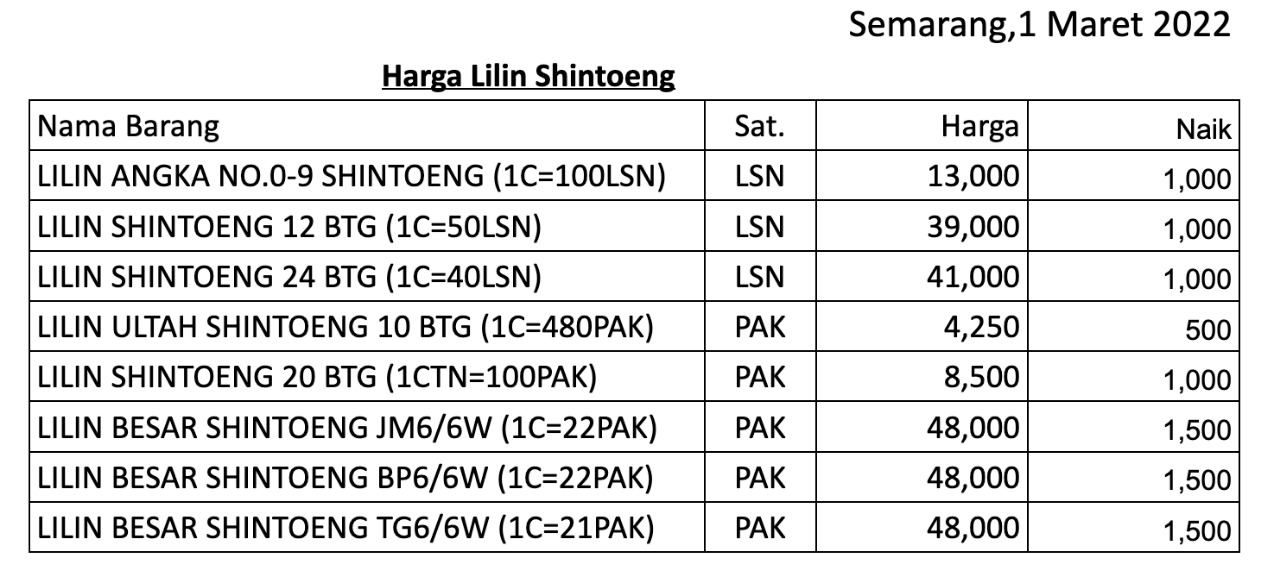 Semarang,1 Maret 2022
Harga Lilin Shintoeng
Nama Barang Sat. Harga Naik
LILIN ANGKA NO.0-9 SHINTOENG (1C=100LSN) LSN 13,000 1,000
LILIN SHINTOENG 12 BTG (1C=50LSN) LSN 39,000 1,000
LILIN SHINTOENG 24 BTG (1C=40LSN) LSN 41,000 1,000
LILIN ULTAH SHINTOENG 10 BTG (1C=480PAK) PAK 4,250 500
LILIN SHINTOENG 20 BTG (1CTN=100PAK) PAK 8,500 1,000
LILIN BESAR SHINTOENG JM6/6W (1C=22PAK) PAK 48,000 1,500
LILIN BESAR SHINTOENG BP6/6W (1C=22PAK) PAK 48,000 1,500
LILIN BESAR SHINTOENG TG6/6W (1C=21PAK) PAK 48,000 1,500